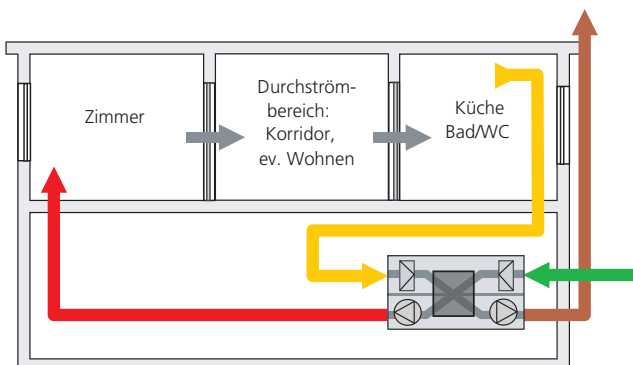 Zimmer
Durchström-
bereich:
Korridor,
ev. Wohnen
Küche
Bad/WC